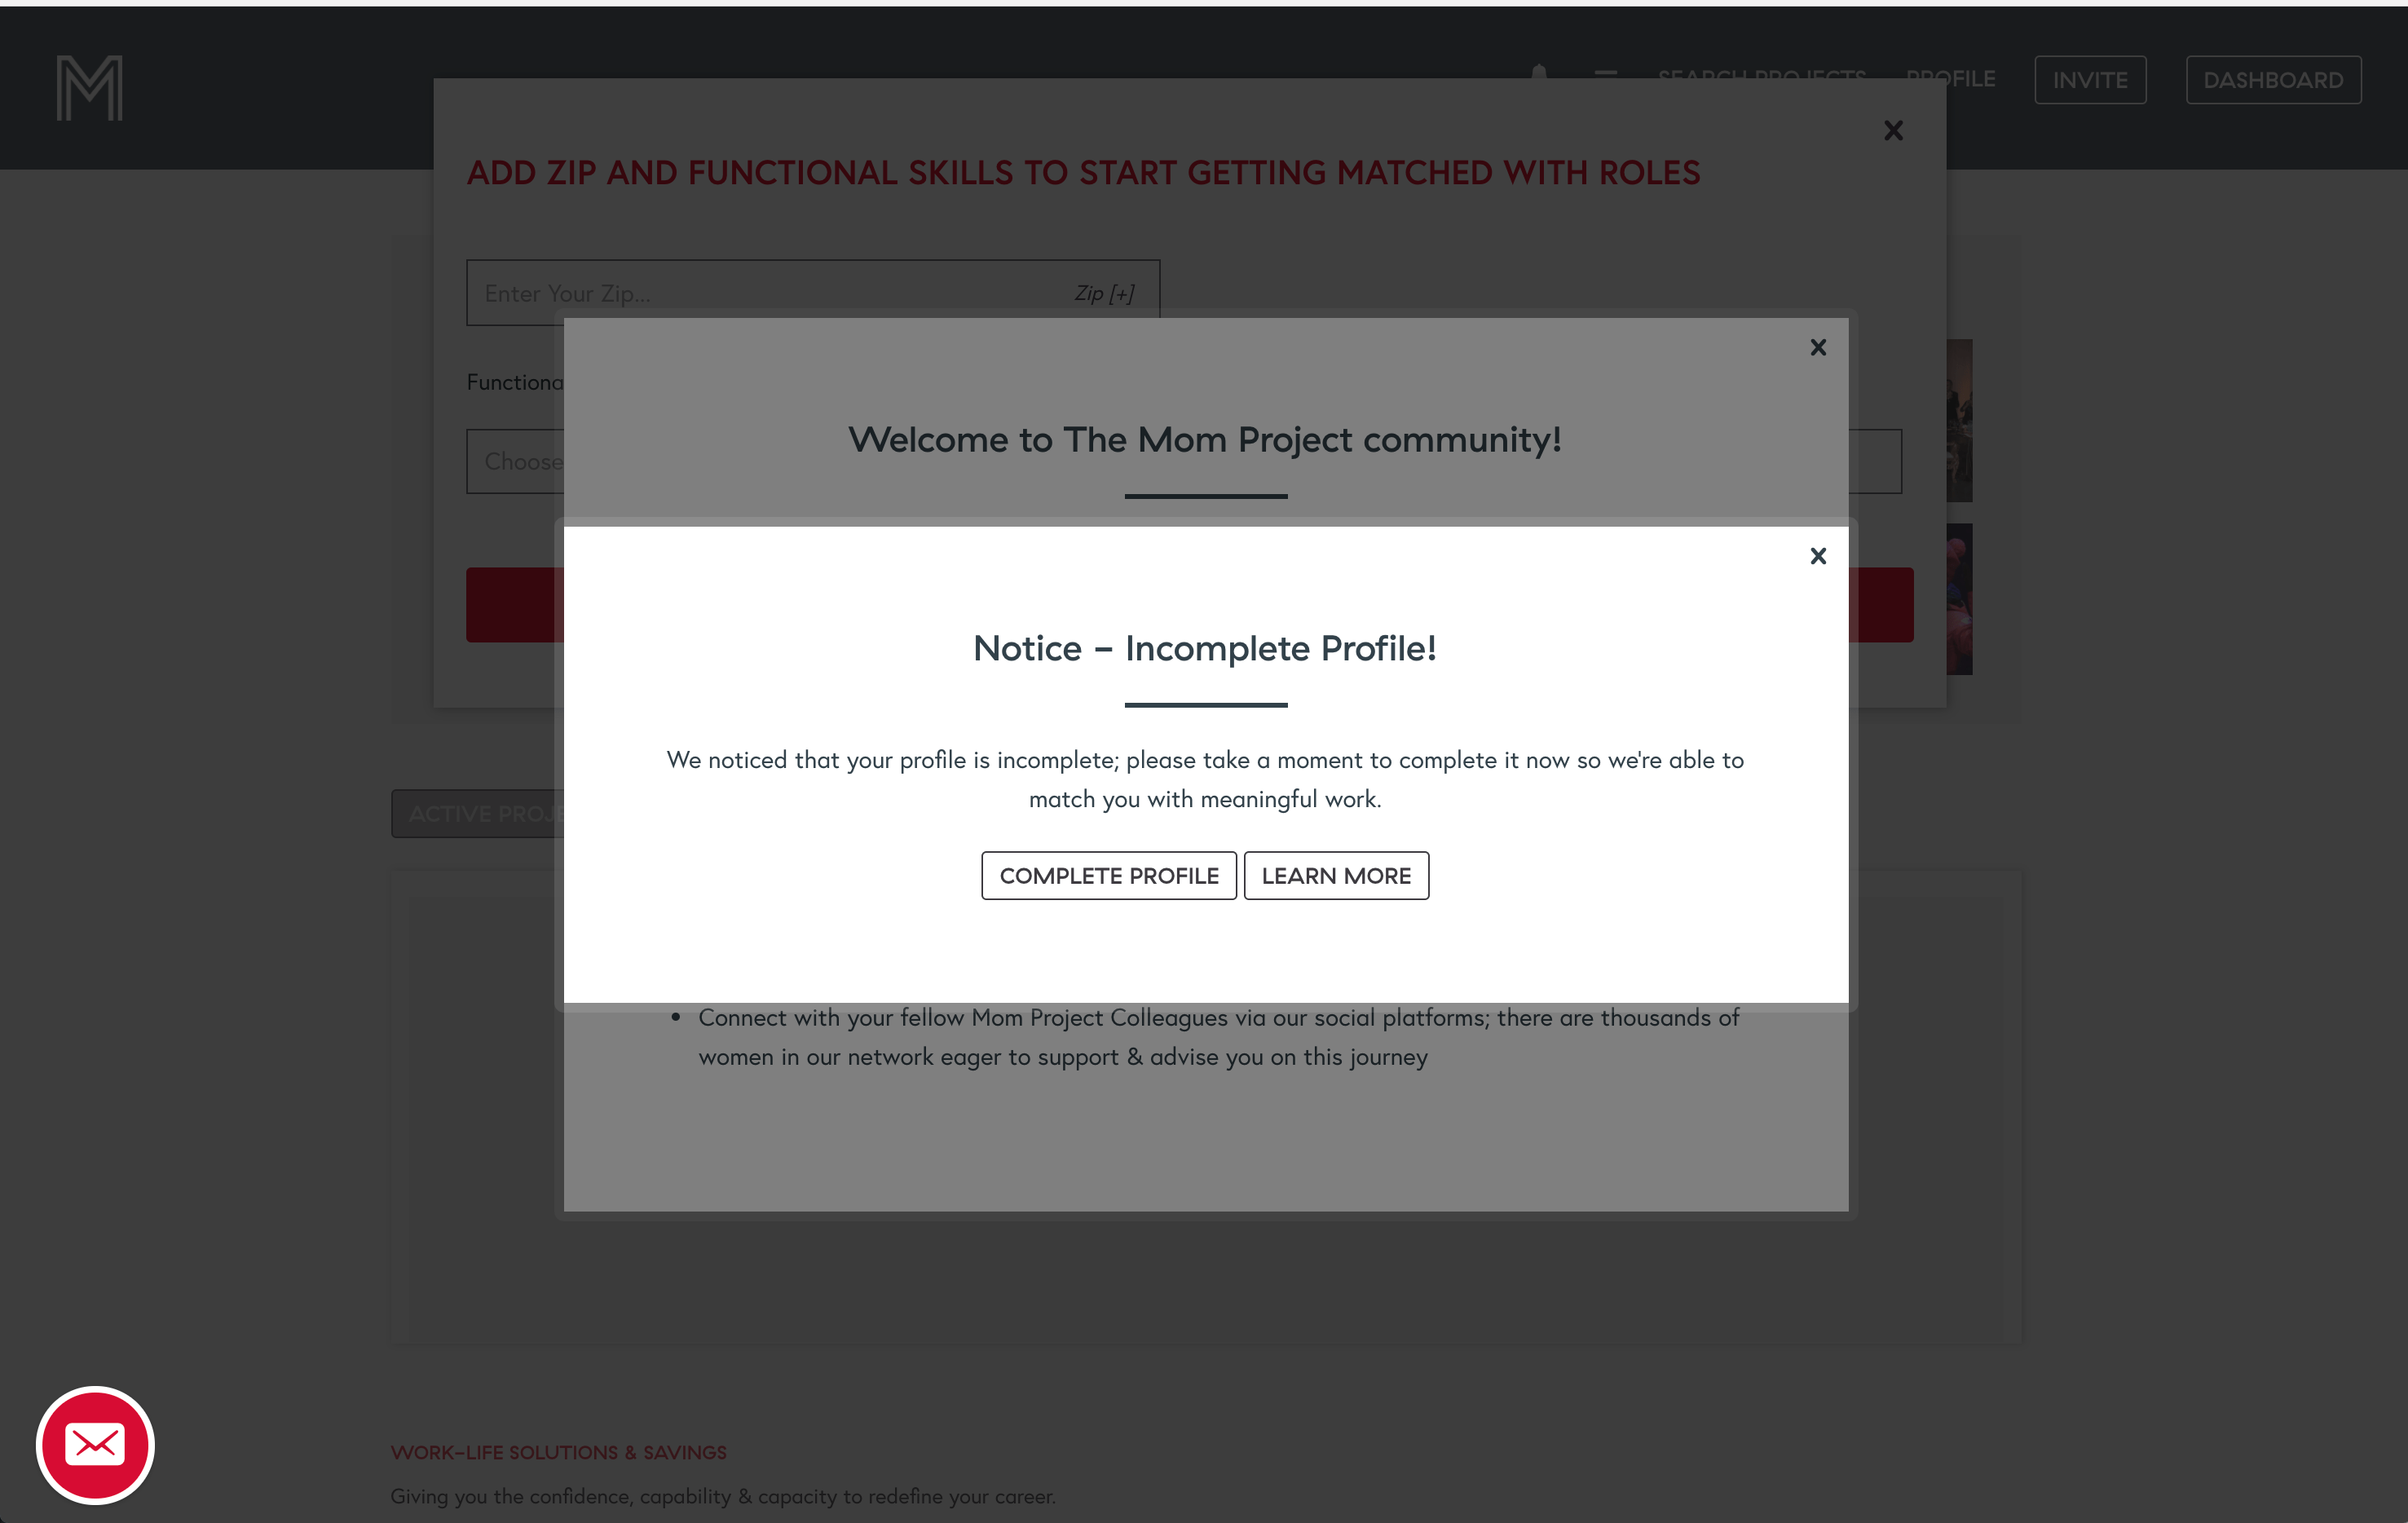 M
SEARCH PROJECTS
PROFILE
INVITE
DASHBOARD
x
ADD ZIP AND FUNCTIONAL SKILLS TO START GETTING MATCHED WITH ROLES
Enter Your Zip...
Zip [+]
x
Welcome to The Mom Project community!
x
Notice – Incomplete Profile!
We noticed that your profile is incomplete; please take a moment to complete it now so we're able to
match you with meaningful work.
COMPLETE PROFILE
LEARN MORE
Choose
ACTIVE
• Connect with your fellow Mom Project Colleagues via our social platforms; there are thousands of
women in our network eager to support & advise you on this journey
WORK-LIFE SOLUTIONS & SAVINGS
Giving you the confidence, capability & capacity to redefine your career.